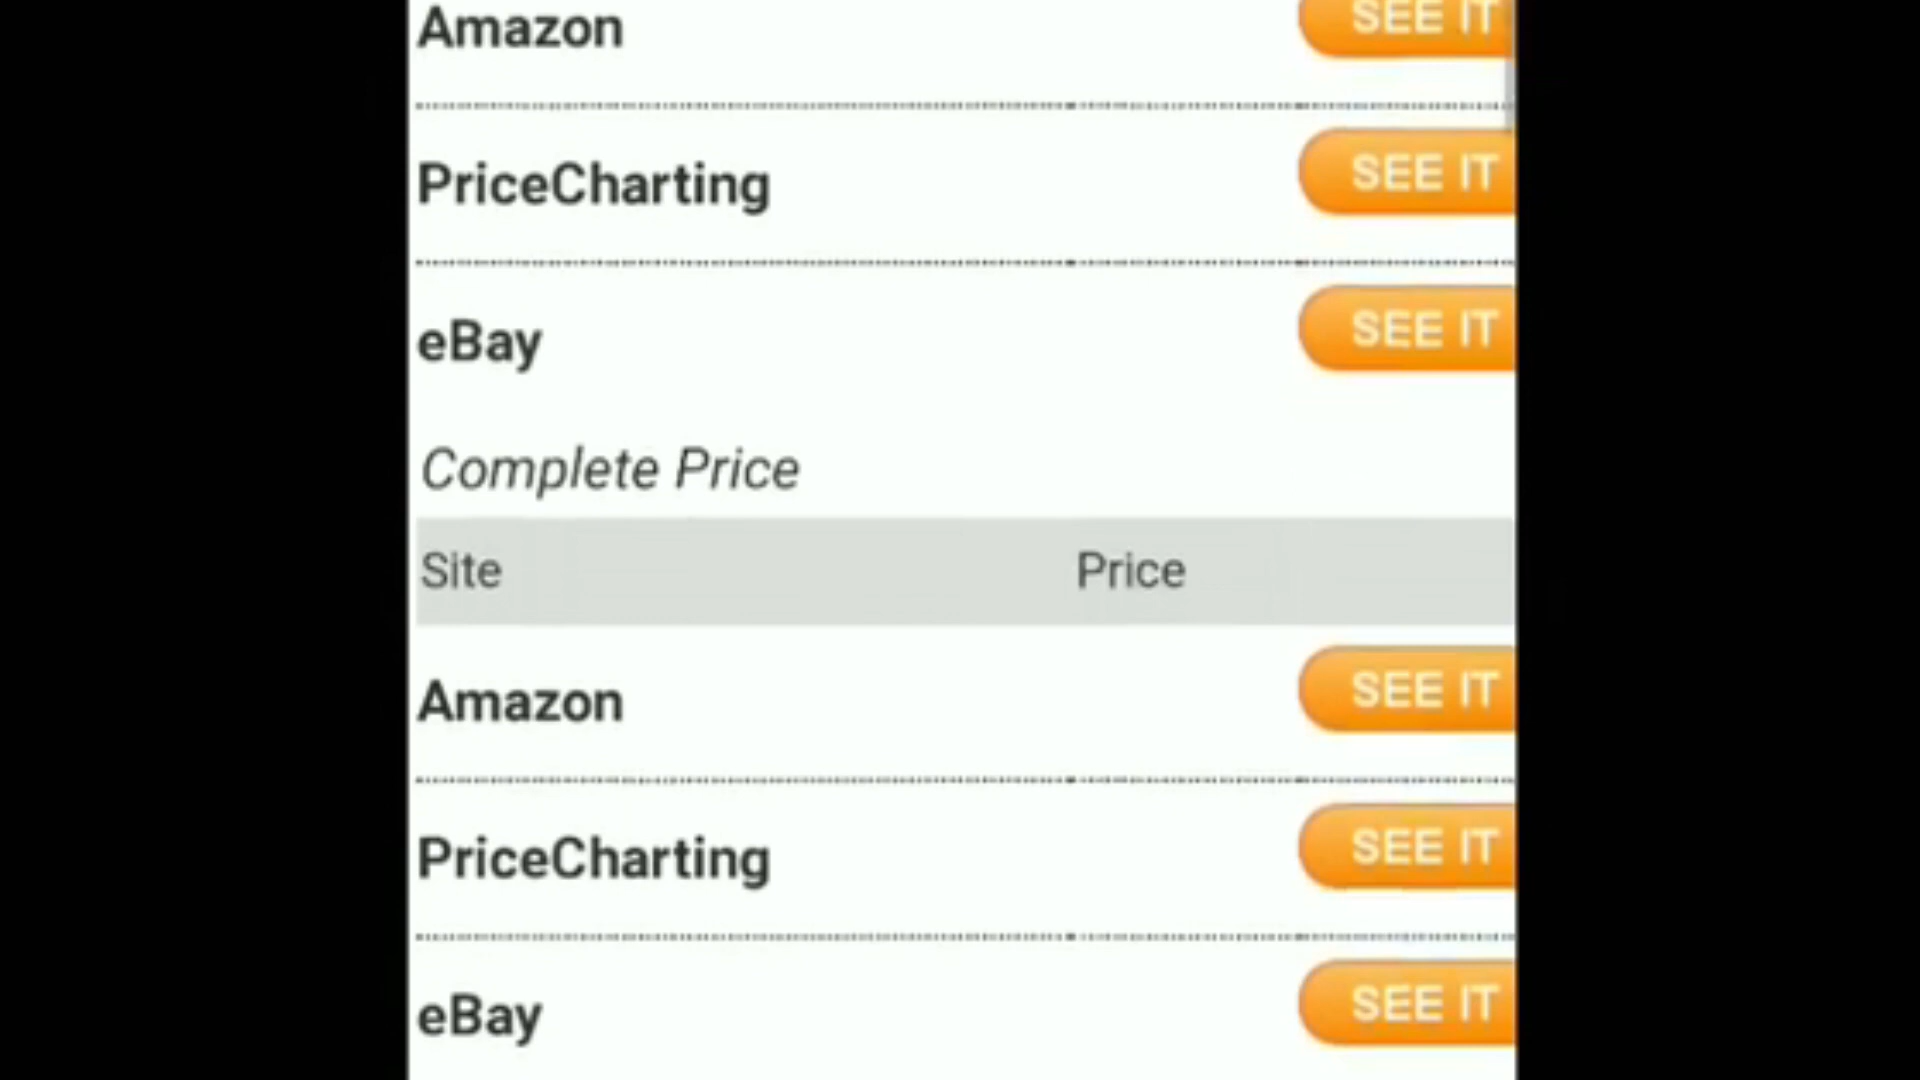 Amazon SEE IT
PriceCharting SEE IT
eBay SEE IT
Complete Price
Site Price
Amazon SEE IT
PriceCharting SEE IT
eBay SEE IT